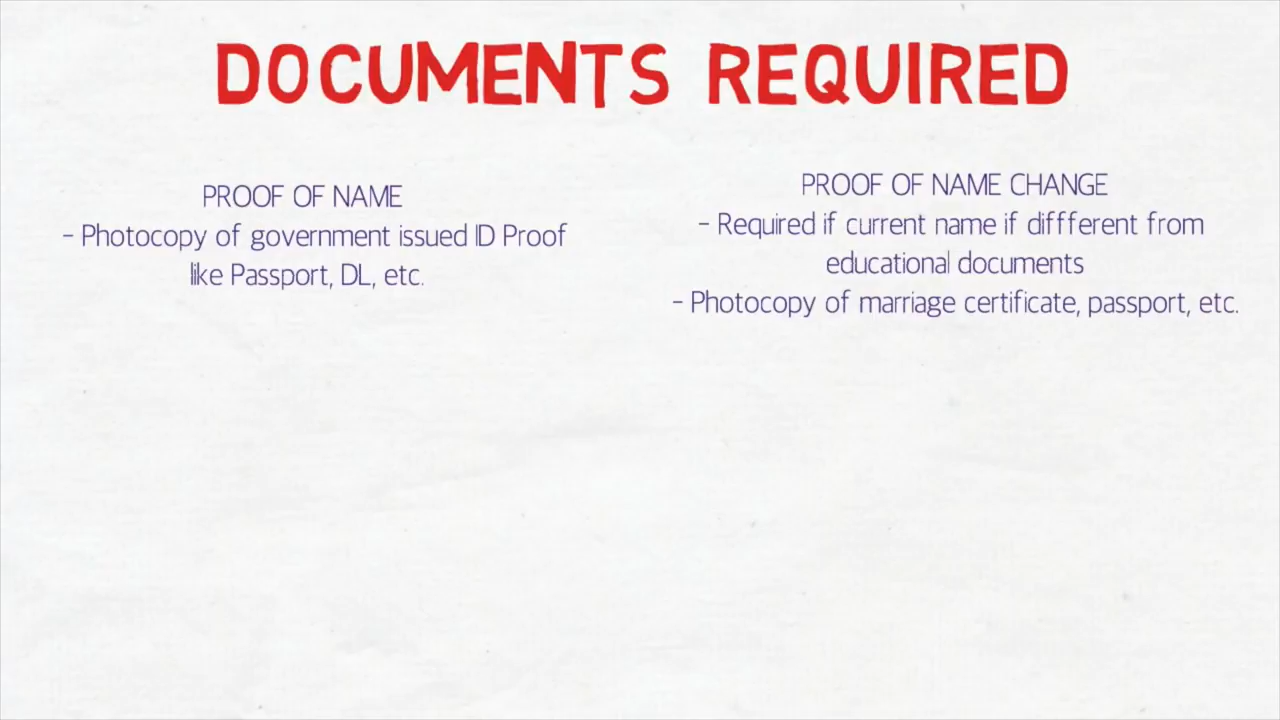 DOCUMENTS REQUIRED
PROOF OF NAME
- Photocopy of government issued ID Proof
like Passport, DL, etc.
PROOF OF NAME CHANGE
- Required if current name if diffferent from
educational documents
- Photocopy of marriage certificate, passport, etc.